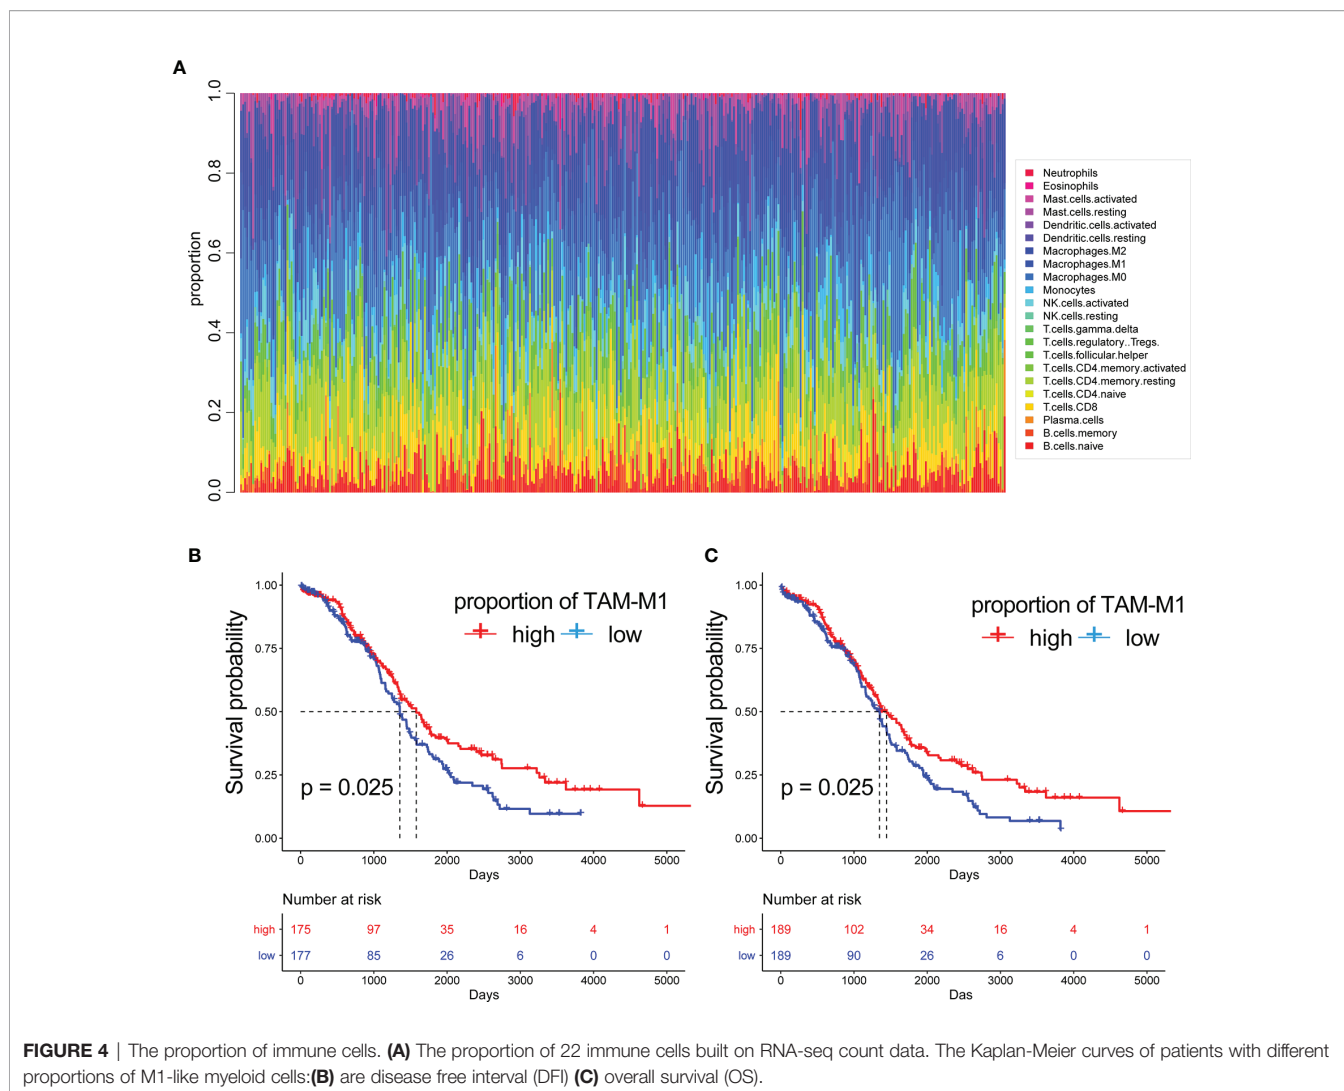 A
proportion
1.0
0.8
0.6
0.4
0.2
0.0
Neutrophils
Eosinophils
Mast.cells.activated
Mast.cells.resting
Dendritic.cells.activated
Dendritic.cells.resting
Macrophages.M2
Macrophages.M1
Macrophages.M0
Monocytes
NK.cells.activated
NK.cells.resting
T.cells.gamma.delta
T.cells.regulatory..Tregs.
T.cells.follicular.helper
T.cells.CD4.memory.activated
T.cells.CD4.memory.resting
T.cells.CD4.naive
T.cells.CD8
Plasma.cells
B.cells.memory
B.cells.naive
B
Survival probability
1.00
0.75
0.50
0.25
0.00
proportion of TAM-M1
high low
p = 0.025
0 1000 2000 3000 4000 5000
Days
Number at risk
high 175 97 35 16 4 1
low 177 85 26 6 0 0
0 1000 2000 3000 4000 5000
Days
C
Survival probability
1.00
0.75
0.50
0.25
0.00
proportion of TAM-M1
high low
p = 0.025
0 1000 2000 3000 4000 5000
Days
Number at risk
high 189 102 34 16 4 1
low 189 90 26 6 0 0
0 1000 2000 3000 4000 5000
Das
FIGURE 4 | The proportion of immune cells. (A) The proportion of 22 immune cells built on RNA-seq count data. The Kaplan-Meier curves of patients with different
proportions of M1-like myeloid cells:(B) are disease free interval (DFI) (C) overall survival (OS).